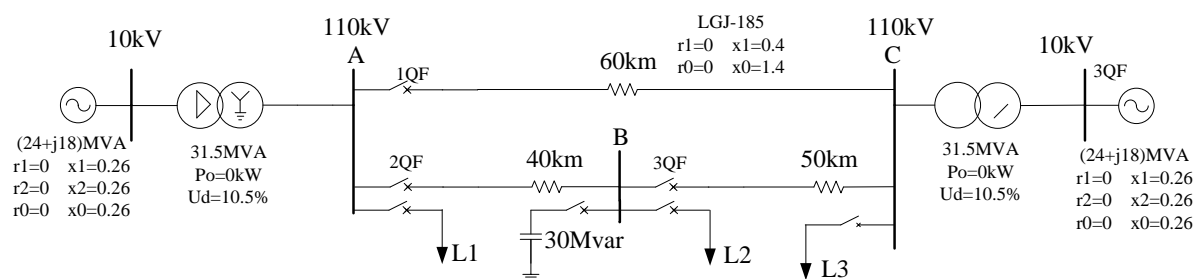 110kV
LGJ-185
110kV
10kV
A
r1=0 x1=0.4
C
10kV
1QF
60km
r0=0 x0=1.4
3QF
B
(24+j18)MVA
31.5MVA
2QF
40km
3QF
50km
31.5MVA
(24+j18)MVA
r1=0 x1=0.26
Po=0kW
Po=0kW
r1=0 x1=0.26
r2=0 x2=0.26
Ud=10.5%
Ud=10.5%
r2=0 x2=0.26
r0=0 x0=0.26
r0=0 x0=0.26
L1
30Mvar
L2
L3